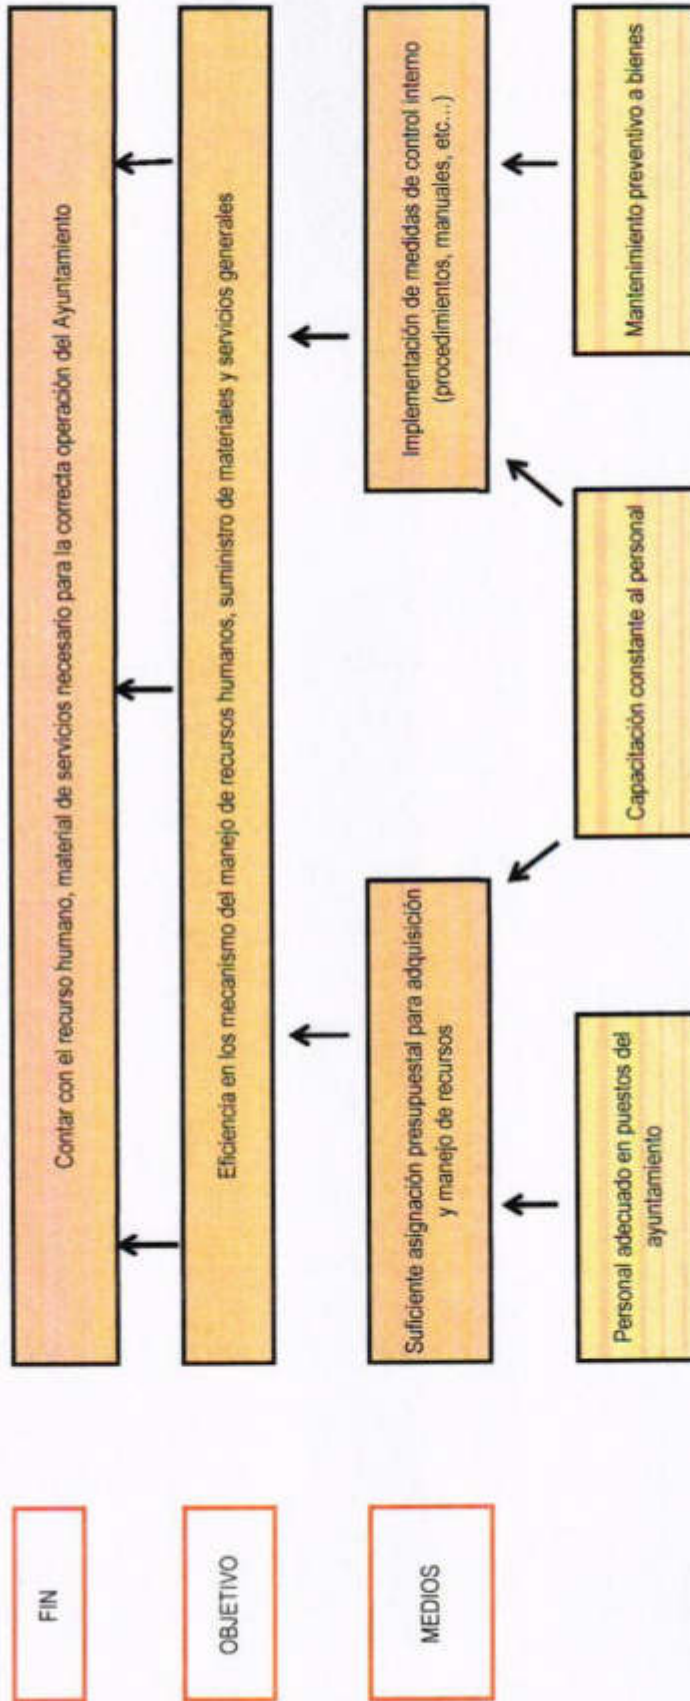 FIN
Contar con el recurso humano, material de servicios necesario para la correcta operación del Ayuntamiento
OBJETIVO
Eficiencia en los mecanismo del manejo de recursos humanos, suministro de materiales y servicios generales
MEDIOS
Suficiente asignación presupuestal para adquisición
y manejo de recursos
Implementación de medidas de control interno
(procedimientos, manuales, etc...)
Personal adecuado en puestos del
ayuntamiento
Capacitación constante al personal
Mantenimiento preventivo a bienes